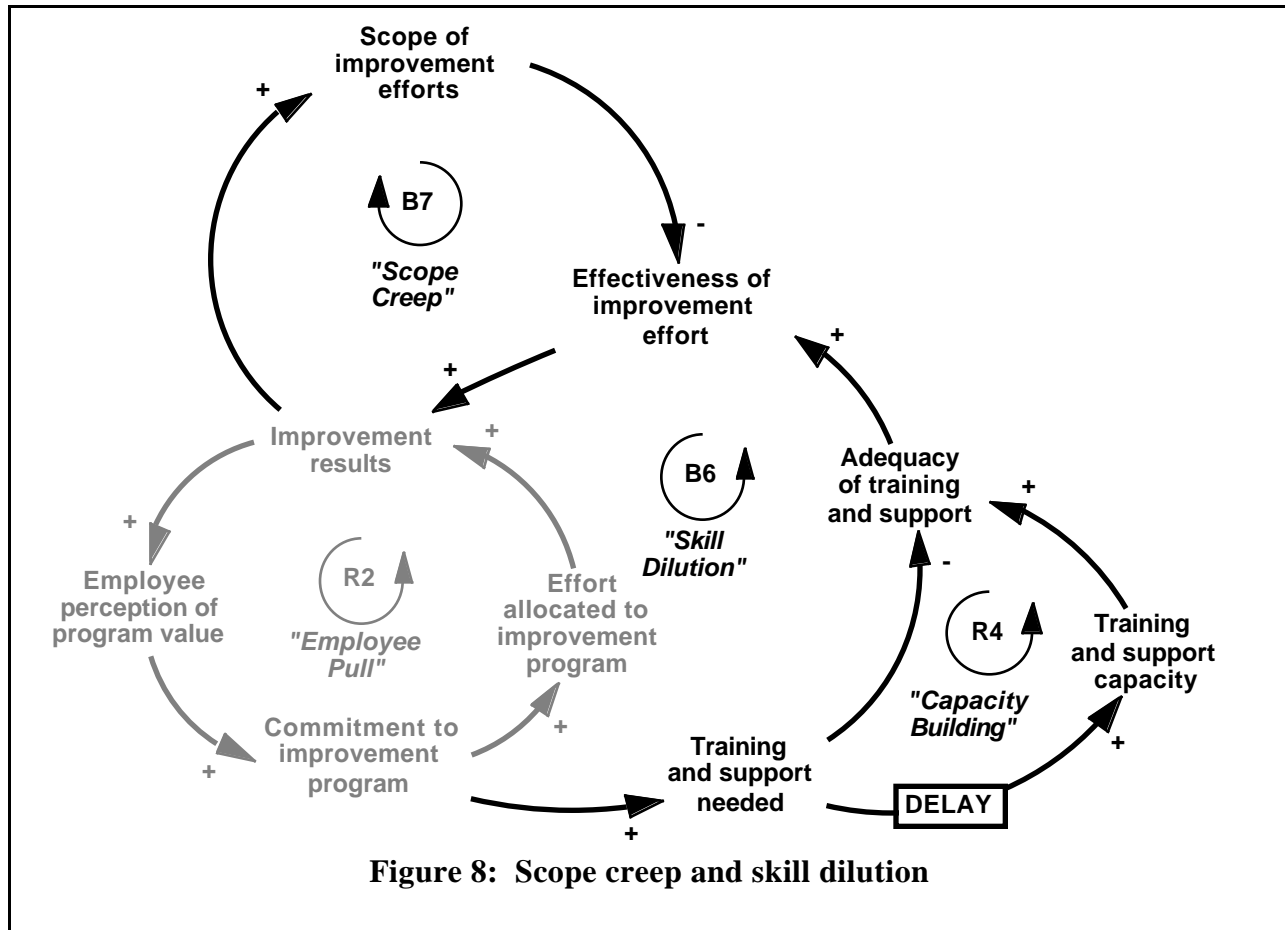 Scope of
improvement
efforts
+
B7
"Scope
Creep"
-
Effectiveness of
improvement
effort
+
+
Improvement
results
+
B6
"Skill
Dilution"
Adequacy
of training
and support
+
-
+
Employee
perception of
program value
R2
"Employee
Pull"
Effort
allocated to
improvement
program
R4
"Capacity
Building"
Training
and support
capacity
+
Commitment to
improvement
program
+
Training
and support
needed
+
DELAY
+
Figure 8: Scope creep and skill dilution